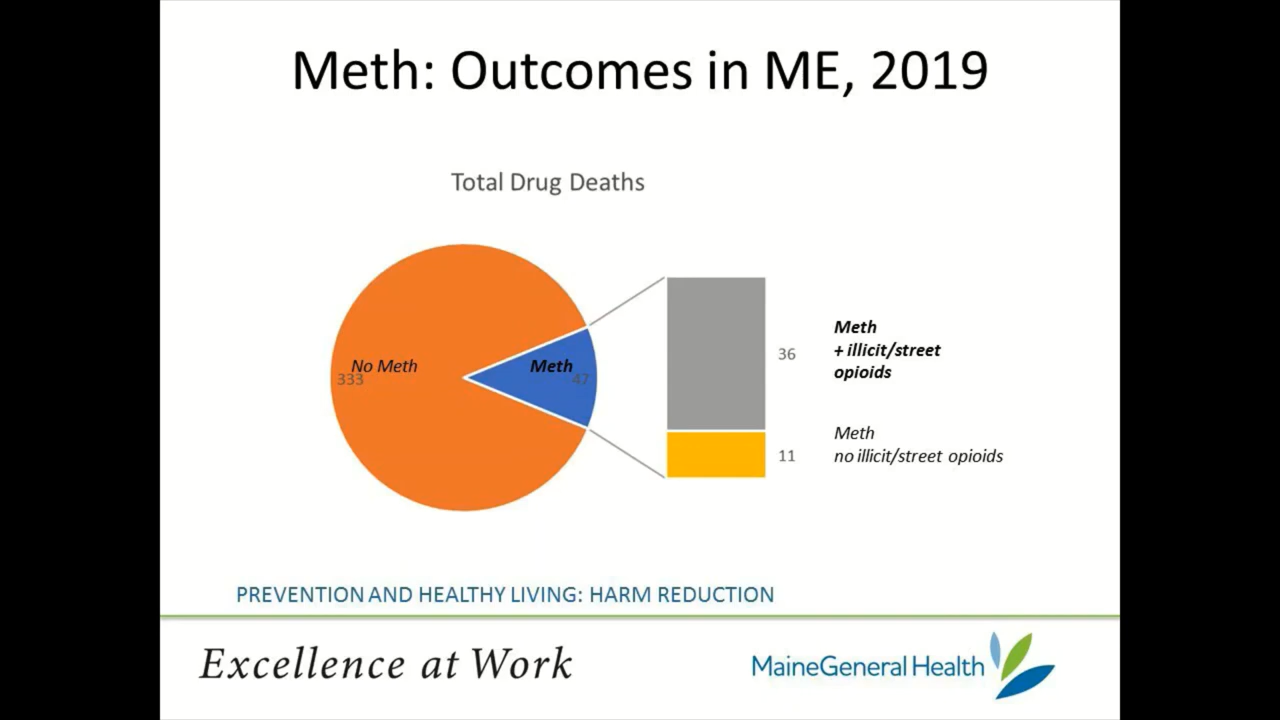 Meth: Outcomes in ME, 2019
Total Drug Deaths
No Meth
333
Meth
47
36
Meth
+ illicit/street
opioids
11
Meth
no illicit/street opioids
PREVENTION AND HEALTHY LIVING: HARM REDUCTION
Excellence at Work
MaineGeneral Health